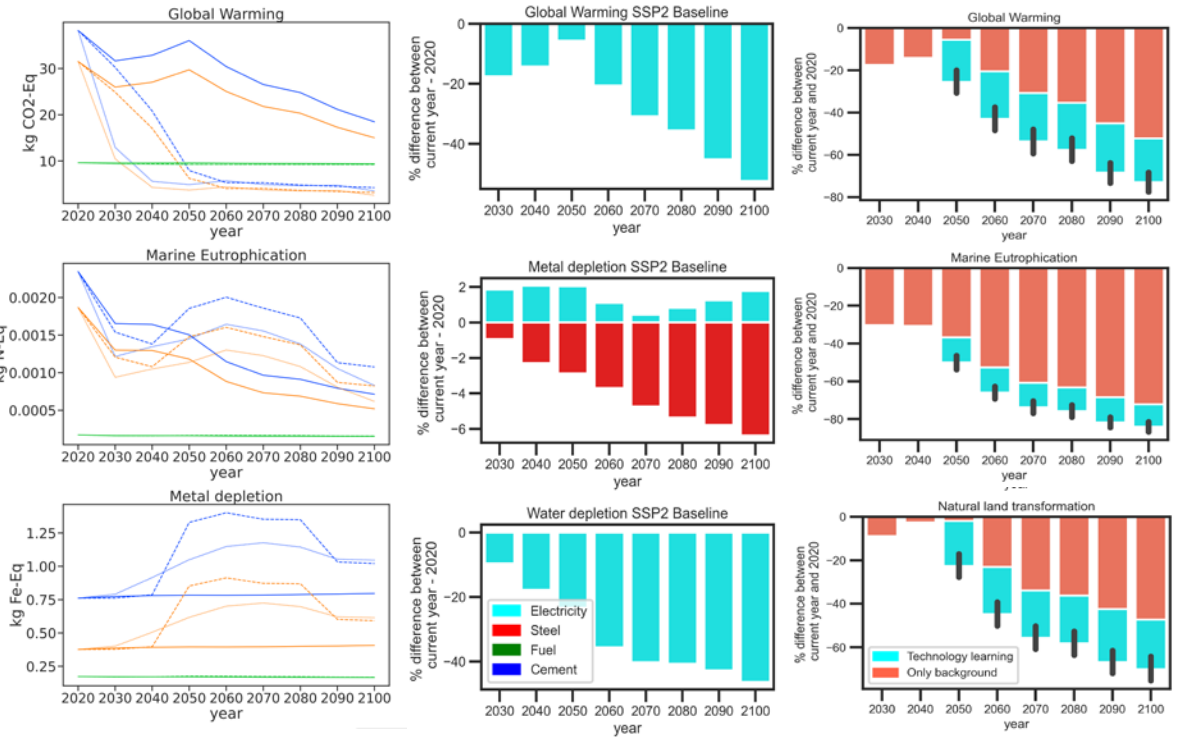 Global Warming
kg CO2-Eq
30
20
10
2020 2030 2040 2050 2060 2070 2080 2090 2100
year
Global Warming SSP2 Baseline
% difference between
current year - 2020
0
−20
−40
2030 2040 2050 2060 2070 2080 2090 2100
year
Global Warming
% difference between
current year and 2020
0
−20
−40
−60
−80
2030 2040 2050 2060 2070 2080 2090 2100
year
Marine Eutrophication
kg N-Eq
0.0020
0.0015
0.0010
0.0005
2020 2030 2040 2050 2060 2070 2080 2090 2100
year
Metal depletion SSP2 Baseline
% difference between
current year - 2020
2
0
−2
−4
−6
2030 2040 2050 2060 2070 2080 2090 2100
year
Marine Eutrophication
% difference between
current year and 2020
0
−20
−40
−60
−80
2030 2040 2050 2060 2070 2080 2090 2100
Metal depletion
kg Fe-Eq
1.25
1.00
0.75
0.50
0.25
2020 2030 2040 2050 2060 2070 2080 2090 2100
year
Water depletion SSP2 Baseline
% difference between
current year - 2020
0
−20
−40
Electricity
Steel
Fuel
Cement
2030 2040 2050 2060 2070 2080 2090 2100
year
Natural land transformation
% difference between
current year and 2020
0
−20
−40
−60
Technology learning
Only background
2030 2040 2050 2060 2070 2080 2090 2100
year